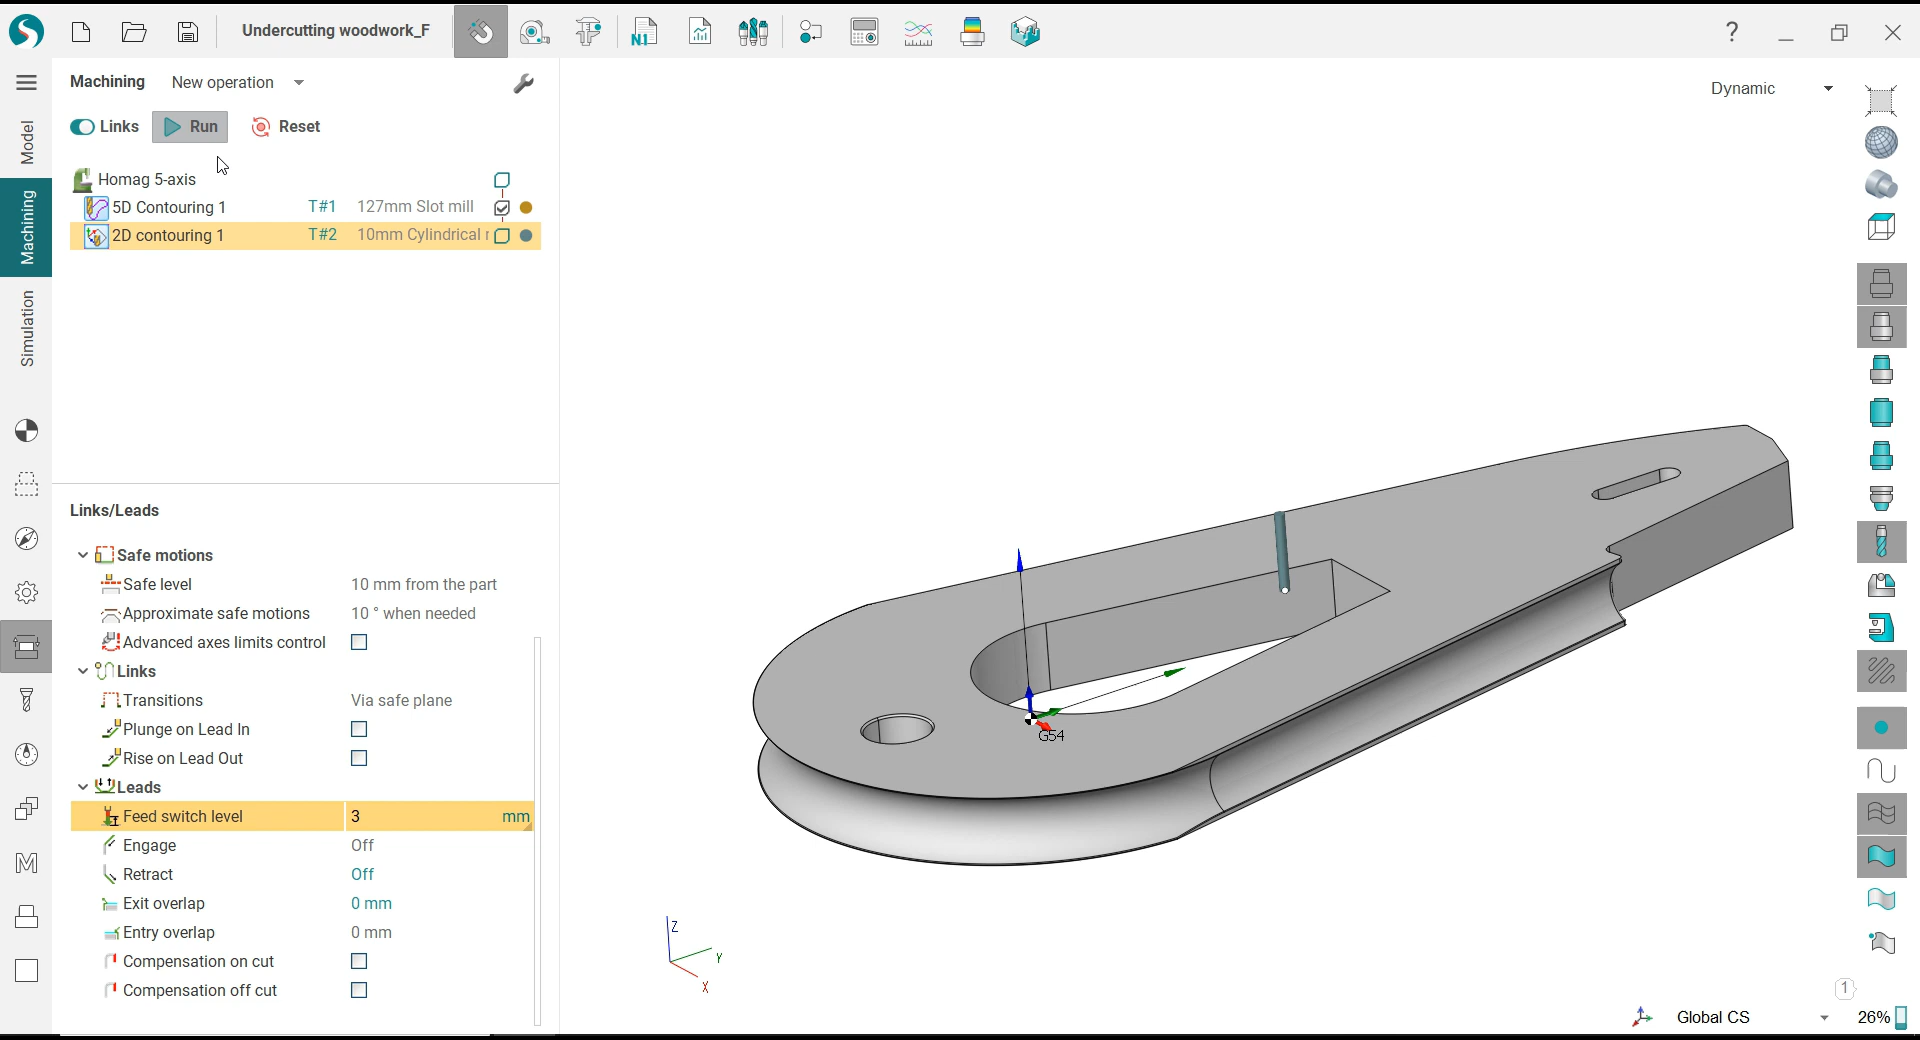 Undercutting woodwork_F
N1
?
Machining New operation
Dynamic
Links Run Reset
Model
Machining
Simulation
Homag 5-axis
5D Contouring 1 T#1 127mm Slot mill
2D contouring 1 T#2 10mm Cylindrical
Links/Leads
Safe motions
Safe level 10 mm from the part
Approximate safe motions 10 ° when needed
Advanced axes limits control
Links
Transitions Via safe plane
Plunge on Lead In
Rise on Lead Out
Leads
Feed switch level 3 mm
Engage Off
Retract Off
Exit overlap 0 mm
Entry overlap 0 mm
Compensation on cut
Compensation off cut
G54
Z
Y
X
1
Global CS 26%